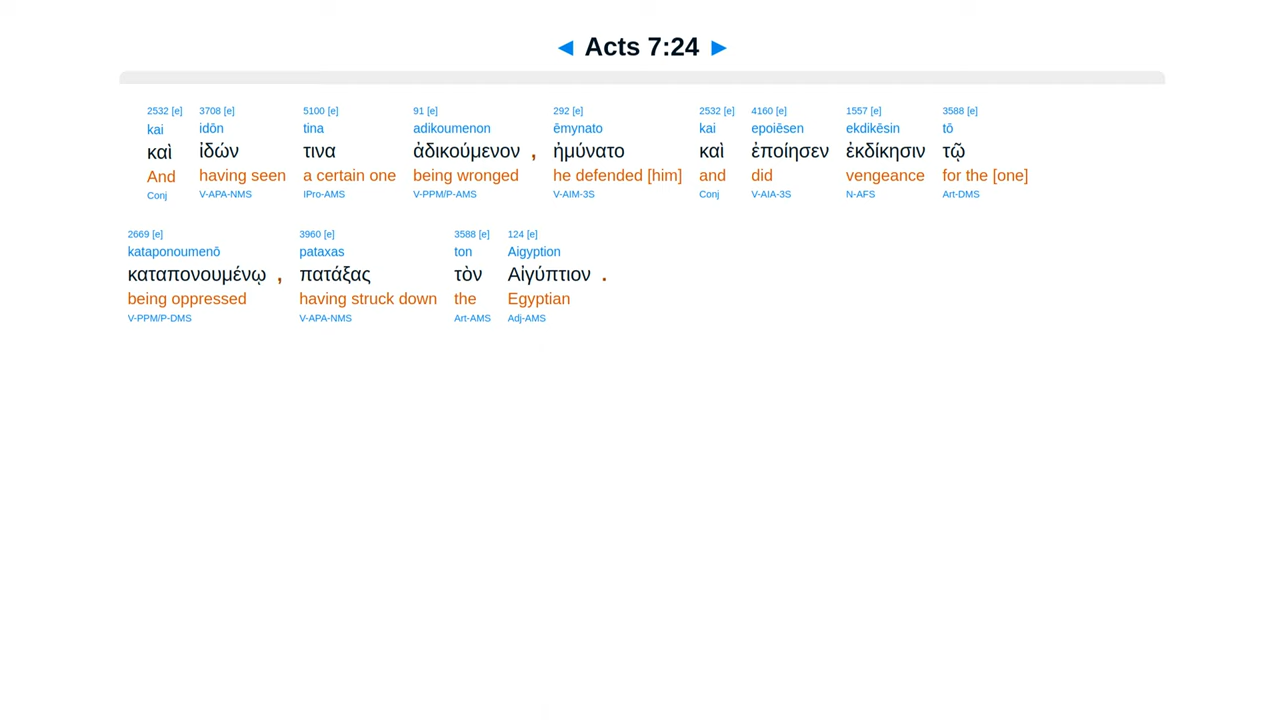 ◄ Acts 7:24 ►
2532 [e] 3708 [e] 5100 [e] 91 [e] 292 [e] 2532 [e] 4160 [e] 1557 [e] 3588 [e]
kai idōn tina adikoumenon ēmynato kai epoiēsen ekdikēsin tō
καὶ ἰδών τινα ἀδικούμενον , ἠμύνατο καὶ ἐποίησεν ἐκδίκησιν τῷ
And having seen a certain one being wronged he defended [him] and did vengeance for the [one]
Conj V-APA-NMS IPro-AMS V-PPM/P-AMS V-AIM-3S Conj V-AIA-3S N-AFS Art-DMS
2669 [e] 3960 [e] 3588 [e] 124 [e]
kataponoumenō pataxas ton Aigyption
καταπονουμένῳ , πατάξας τὸν Αἰγύπτιον .
being oppressed having struck down the Egyptian
V-PPM/P-DMS V-APA-NMS Art-AMS Adj-AMS